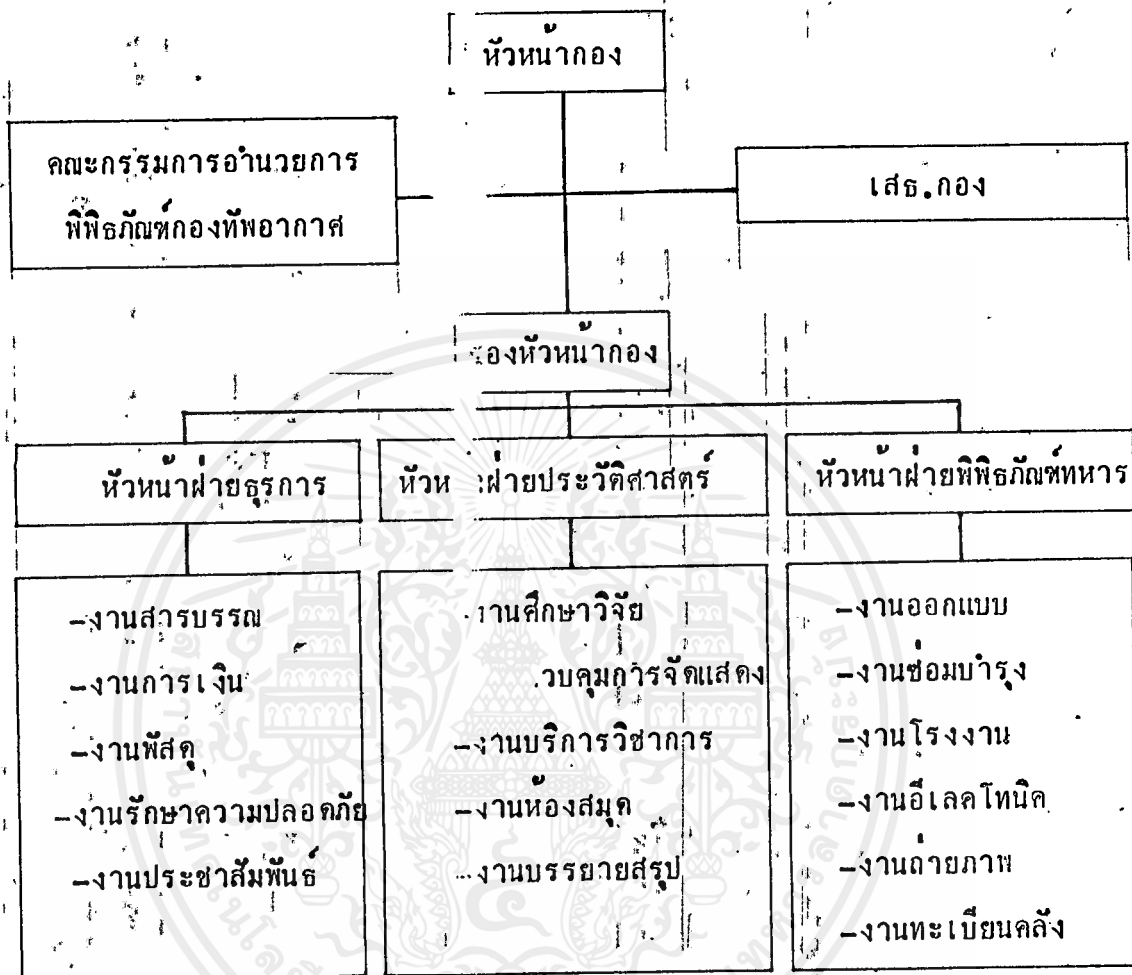 หัวหน้ากอง
คณะกรรมการอำนวยการ
พิพิธภัณฑ์กองทัพอากาศ
เสธ.กอง
องหัวหน้ากอง
หัวหน้าฝ่ายธุรการ
หัวห ฝ่ายประวัติศาสตร์
หัวหน้าฝ่ายพิพิธภัณฑ์ทหาร
-งานสารบรรณ
-งานการเงิน
-งานพัสดุ
-งานรักษาความปลอดภัย
-งานประชาสัมพันธ์
านศึกษาวิจัย
วบคุมการจัดแสดง
-งานบริการวิชาการ
-งานห้องสมุด
-งานบรรยายสรุป
-งานออกแบบ
-งานซ่อมบำรุง
-งานโรงงาน
-งานอีเลคโทนิค
-งานถ่ายภาพ
-งานทะเบียนคลัง